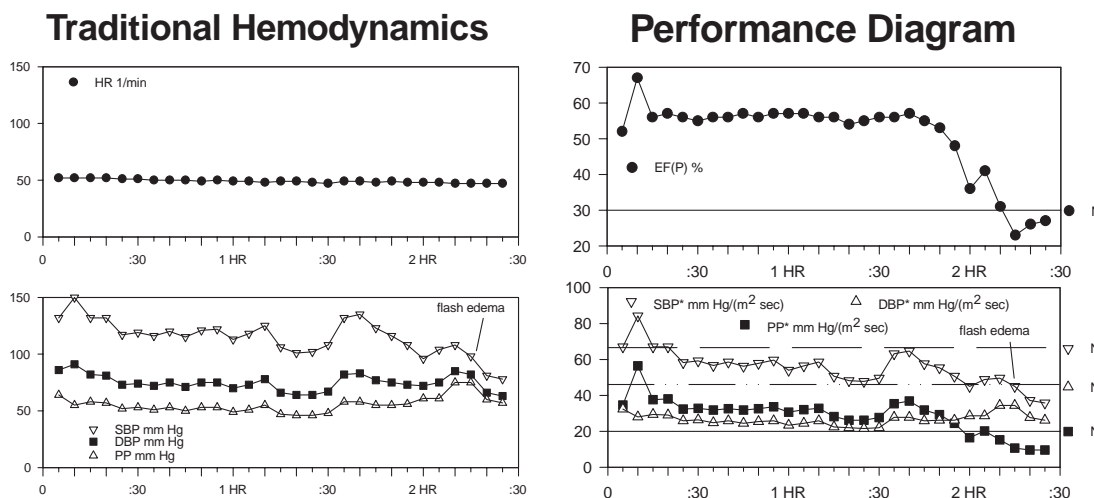 Traditional Hemodynamics
150
HR 1/min
100
50
0
0 :30 1 HR :30 2 HR :30
150
flash edema
100
50
SBP mm Hg
DBP mm Hg
PP mm Hg
0
0 :30 1 HR :30 2 HR :30
Performance Diagram
70
60
50
40
EF(P) %
30
20
0 :30 1 HR :30 2 HR :30
100
SBP* mm Hg/(m2 sec) DBP* mm Hg/(m2 sec)
80
PP* mm Hg/(m2 sec)
flash edema
60
40
20
0
0 :30 1 HR :30 2 HR :30